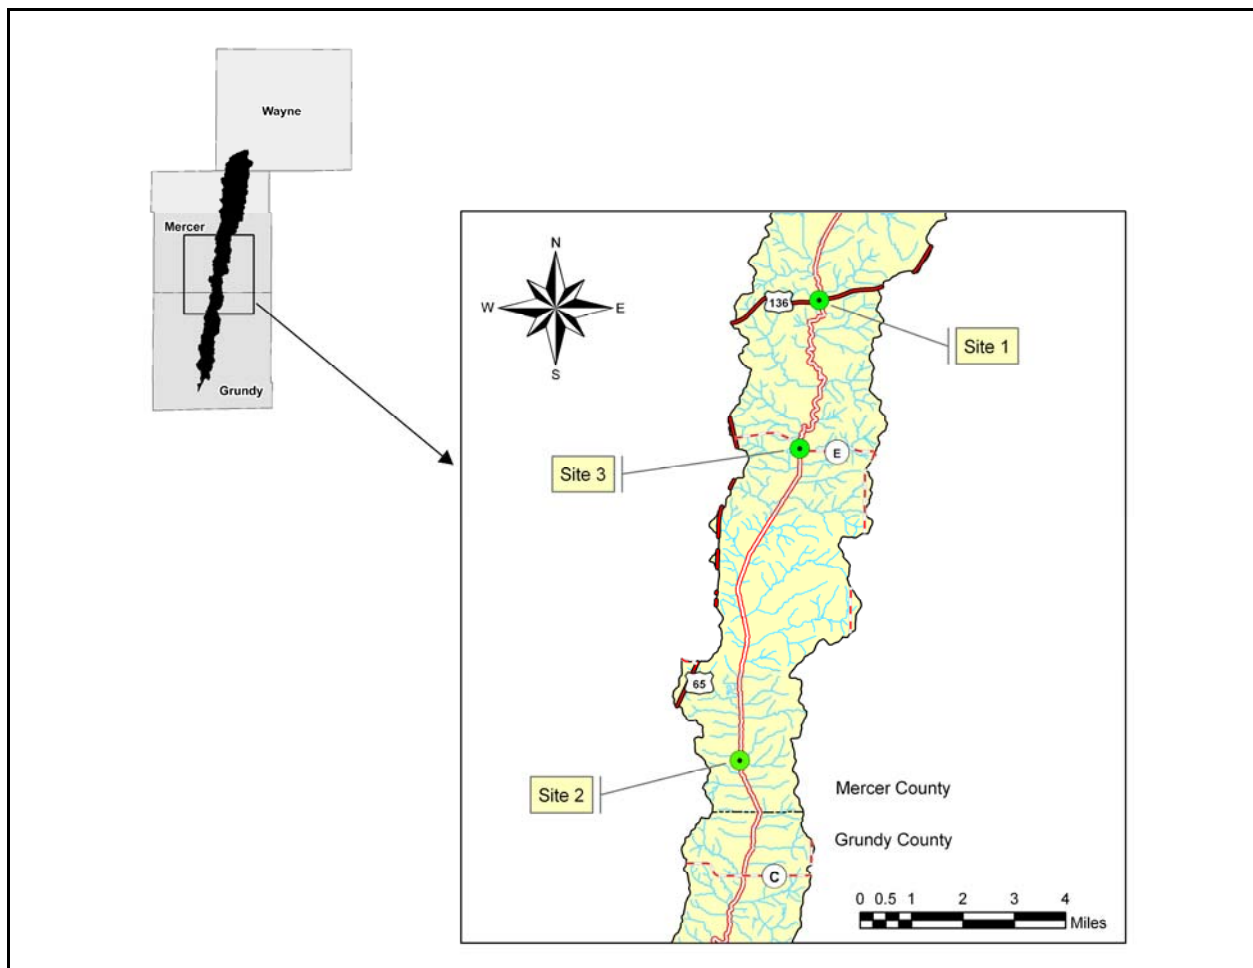 Wayne
Mercer
Grundy
N
W
E
S
136
Site 1
E
Site 3
65
Site 2
Mercer County
Grundy County
C
0 0.5 1 2 3 4
Miles